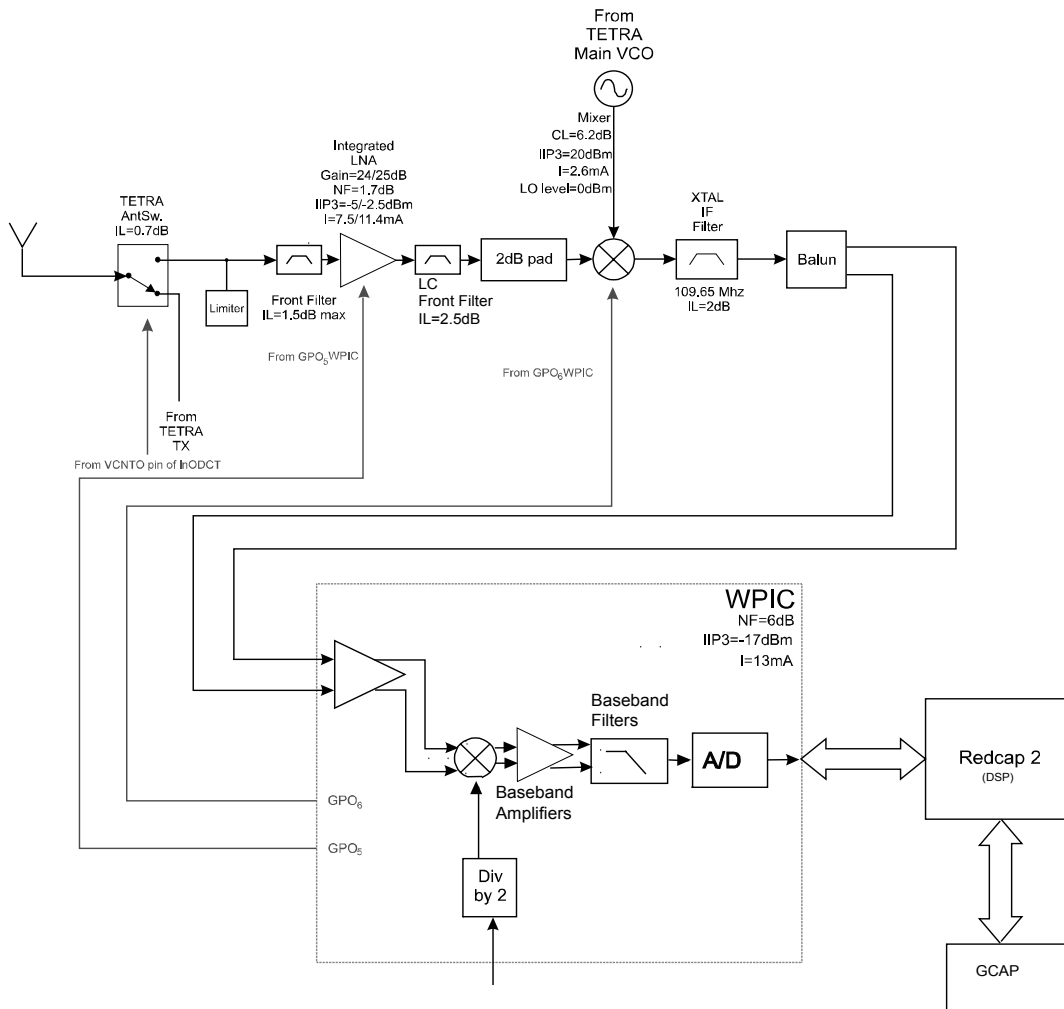 From
TETRA
Main VCO
Mixer
CL=6.2dB
IIP3=20dBm
I=2.6mA
LO level=0dBm
Integrated
LNA
Gain=24/25dB
NF=1.7dB
IIP3=-5/-2.5dBm
I=7.5/11.4mA
TETRA
AntSw.
IL=0.7dB
XTAL
IF
Filter
2dB pad
Balun
Limiter
Front Filter
IL=1.5dB max
LC
Front Filter
IL=2.5dB
109.65 Mhz
IL=2dB
From GPO5WPIC
From GPO6WPIC
From
TETRA
TX
From VCNTO pin of InODCT
WPIC
NF=6dB
IIP3=-17dBm
I=13mA
Baseband
Filters
A/D
Redcap 2
(DSP)
Baseband
Amplifiers
GPO6
GPO5
Div
by 2
GCAP